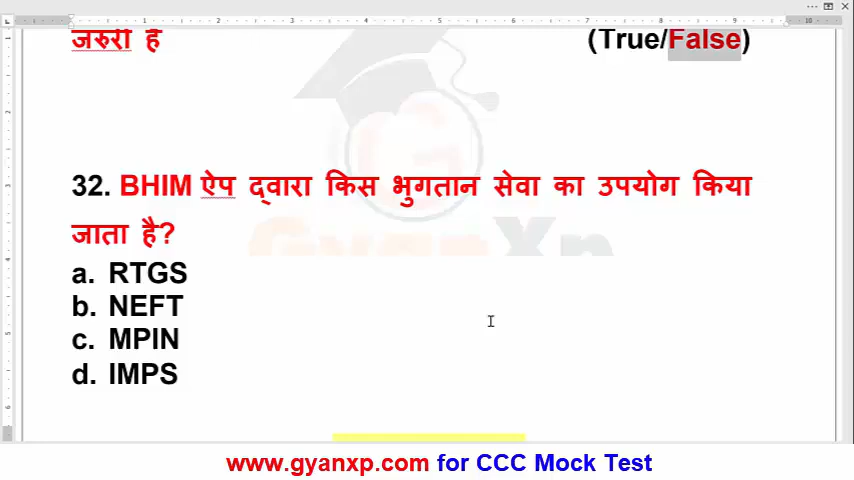 जरुरी है (True/False)
32. BHIM ऐप द्वारा किस भुगतान सेवा का उपयोग किया
जाता है?
a. RTGS
b. NEFT
c. MPIN
d. IMPS
GyanXp
www.gyanxp.com for CCC Mock Test